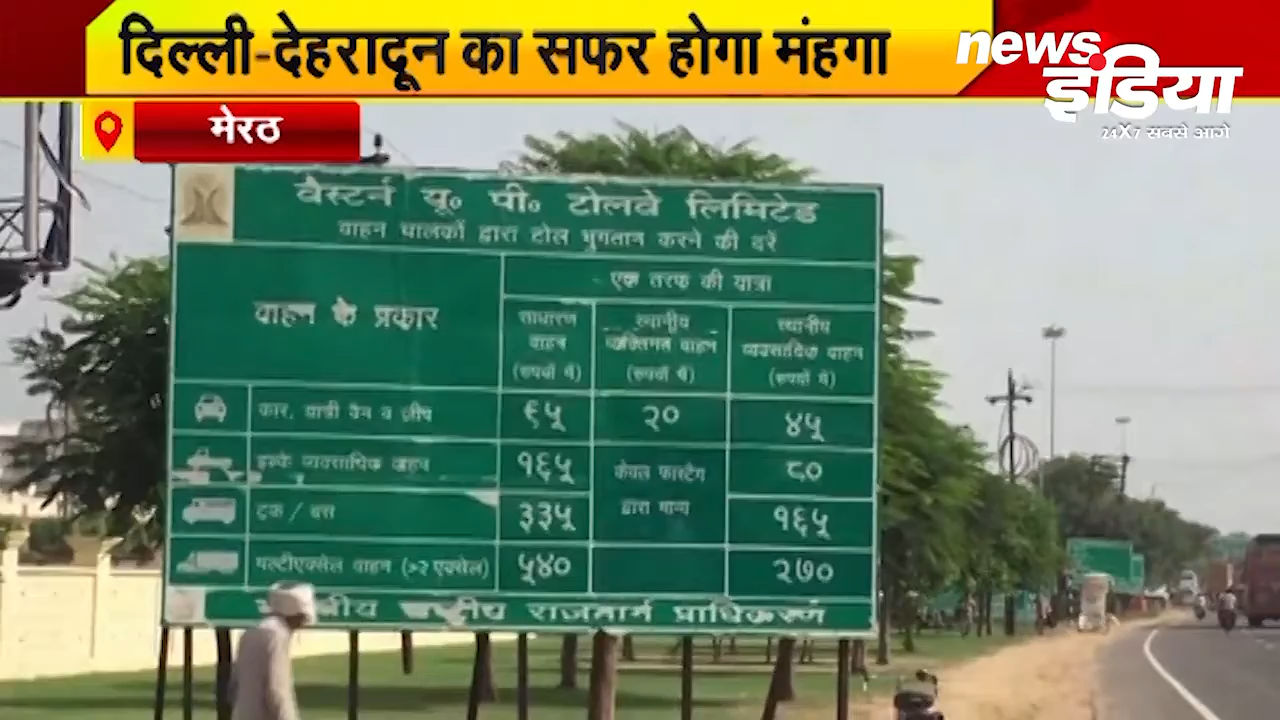 दिल्ली-देहरादून का सफर होगा मंहगा
news
इंडिया
24X7 सबसे आगे
मेरठ
वैस्टर्न यू० पी० टोलवे लिमिटेड
वाहन चालकों द्वारा टोल भुगतान करने की दरें
वाहन के प्रकार
एक तरफ की यात्रा
साधारण वाहन (रुपयों में)
स्थानीय व्यक्तिगत वाहन (रुपयों में)
स्थानीय व्यवसायिक वाहन (रुपयों में)
कार, यात्री वैन व जीप ९५ २० ४५
हल्के व्यवसायिक वाहन १६५ केवल फास्टैग ८०
द्वारा मान्य
ट्रक / बस ३३५ १६५
मल्टीएक्सेल वाहन (>२ एक्सेल) ५४० २७०
राजमार्ग प्राधिकरण